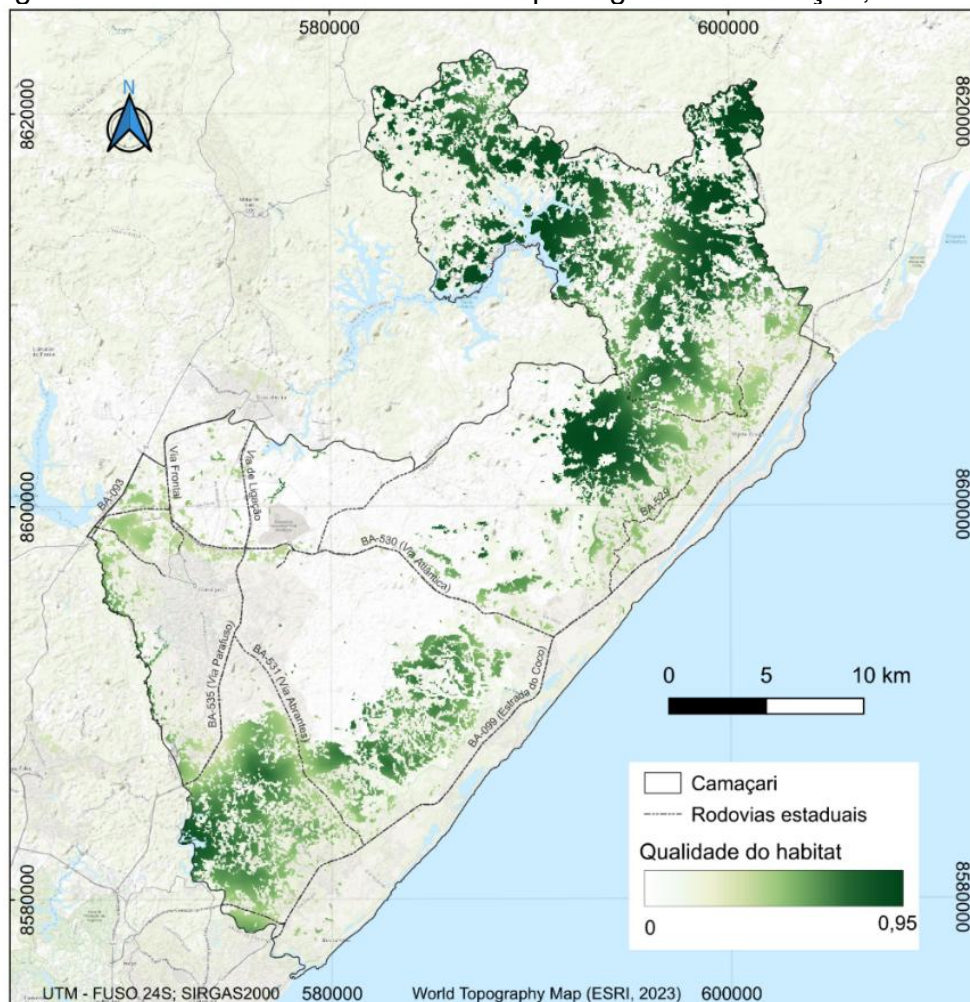 580000
600000
N
8620000
8620000
BA-093
Via Frontal
Via de Ligação
8600000
8600000
BA-529
BA-530 (Via Atlântica)
BA-535 (Via Parafuso)
BA-531 (Via Abrantes)
BA-099 (Estrada do Coco)
0 5 10 km
Camaçari
Rodovias estaduais
Qualidade do habitat
0
0,95
8580000
8580000
UTM - FUSO 24S; SIRGAS2000
580000
World Topography Map (ESRI, 2023)
600000